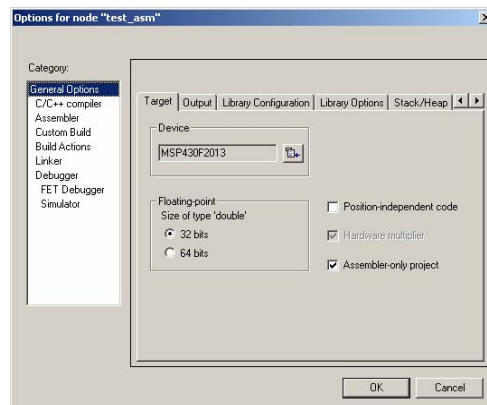 Options for node "test_asm"
Category:
General Options
C/C++ compiler
Assembler
Custom Build
Build Actions
Linker
Debugger
FET Debugger
Simulator
Target
Output
Library Configuration
Library Options
Stack/Heap
Device
MSP430F2013
Floating-point
Size of type 'double'
32 bits
64 bits
Position-independent code
Hardware multiplier
Assembler-only project
OK
Cancel